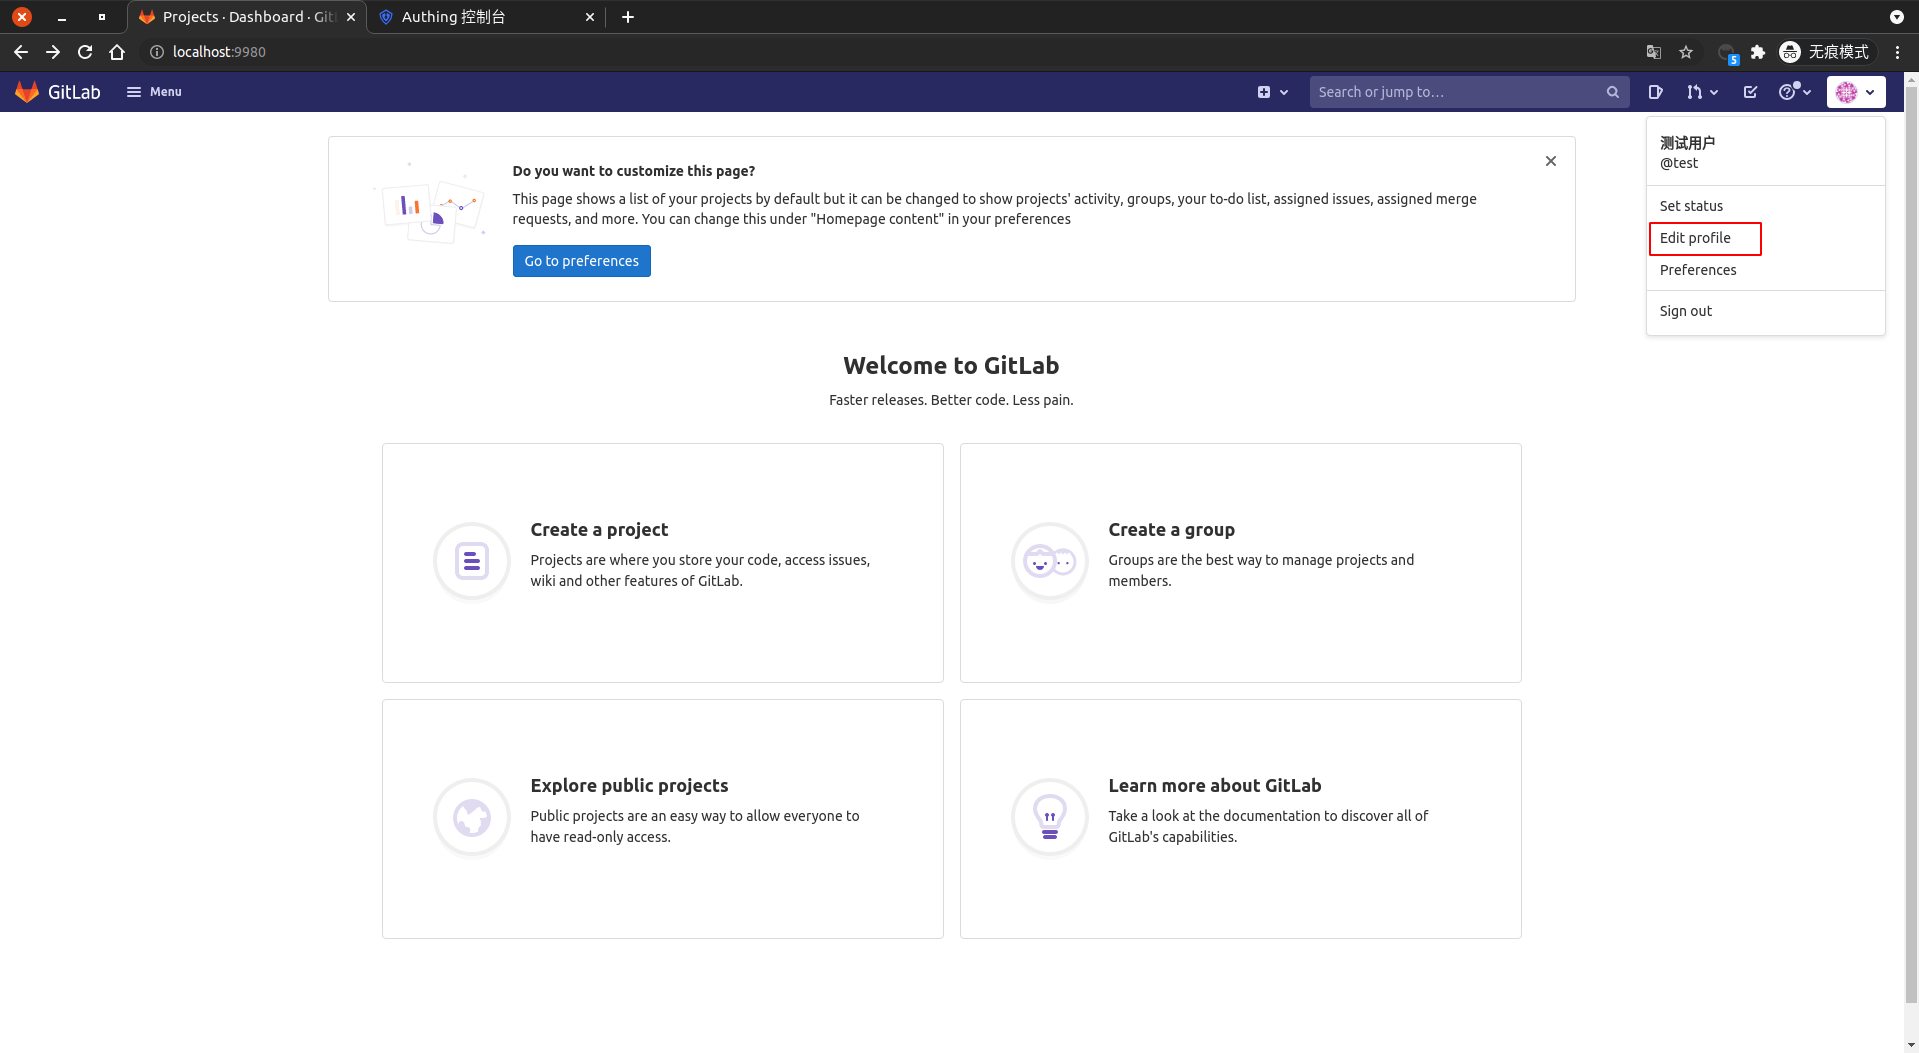 Projects · Dashboard · Git
Authing 控制台
localhost:9980
5
无痕模式
GitLab
Menu
Search or jump to...
测试用户
@test
Set status
Edit profile
Preferences
Sign out
Do you want to customize this page?
This page shows a list of your projects by default but it can be changed to show projects' activity, groups, your to-do list, assigned issues, assigned merge
requests, and more. You can change this under "Homepage content" in your preferences
Go to preferences
Welcome to GitLab
Faster releases. Better code. Less pain.
Create a project
Projects are where you store your code, access issues,
wiki and other features of GitLab.
Create a group
Groups are the best way to manage projects and
members.
Explore public projects
Public projects are an easy way to allow everyone to
have read-only access.
Learn more about GitLab
Take a look at the documentation to discover all of
GitLab's capabilities.